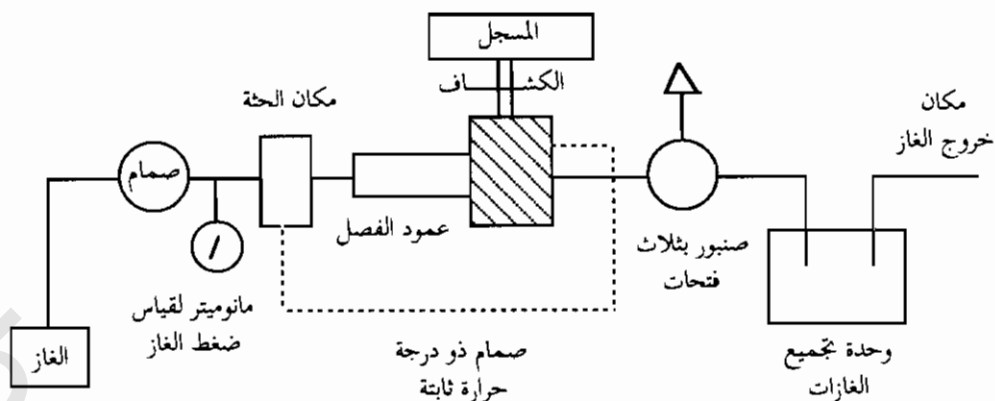 المسجل
الكشـــاف
مكان الحثة
مكان
خروج الغاز
صمام
عمود الفصل
صنبور بثلاث
فتحات
مانوميتر لقياس
ضغط الغاز
الغاز
صمام ذو درجة
حرارة ثابتة
وحدة تجميع
الغازات